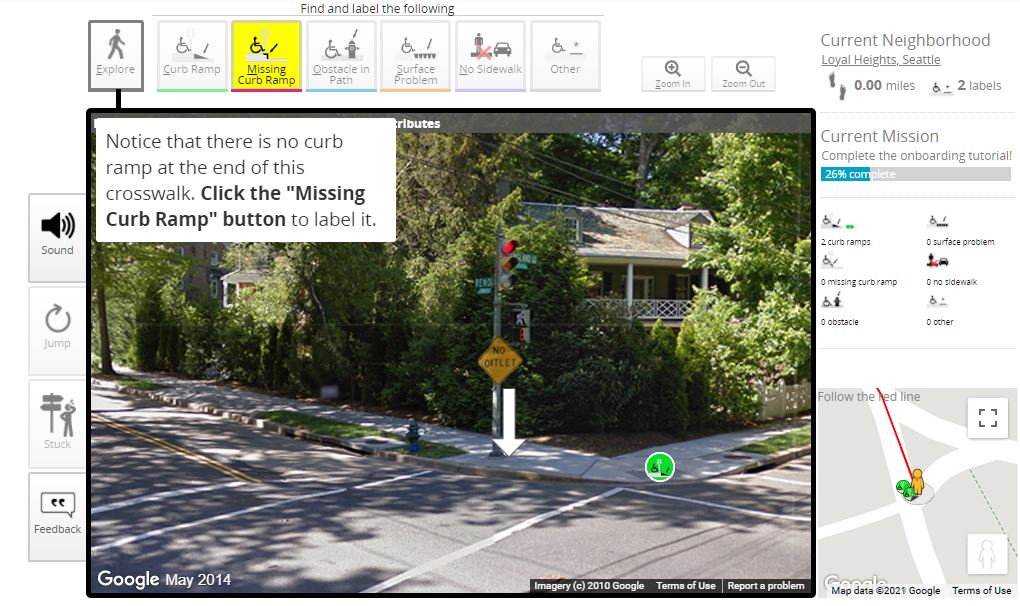 Find and label the following
Explore
Curb Ramp
Missing
Curb Ramp
Obstacle in
Path
Surface
Problem
No Sidewalk
Other
Zoom In
Zoom Out
Current Neighborhood
Loyal Heights, Seattle
0.00 miles
2 labels
Current Mission
Complete the onboarding tutorial!
26% complete
2 curb ramps
0 surface problem
0 missing curb ramp
0 no sidewalk
0 obstacle
0 other
Sound
Jump
Stuck
Feedback
tributes
Notice that there is no curb
ramp at the end of this
crosswalk. Click the "Missing
Curb Ramp" button to label it.
RENO
NO
OUTLET
Google May 2014
Imagery (c) 2010 Google
Terms of Use
Report a problem
Follow the red line
Google
Map data ©2021 Google
Terms of Use